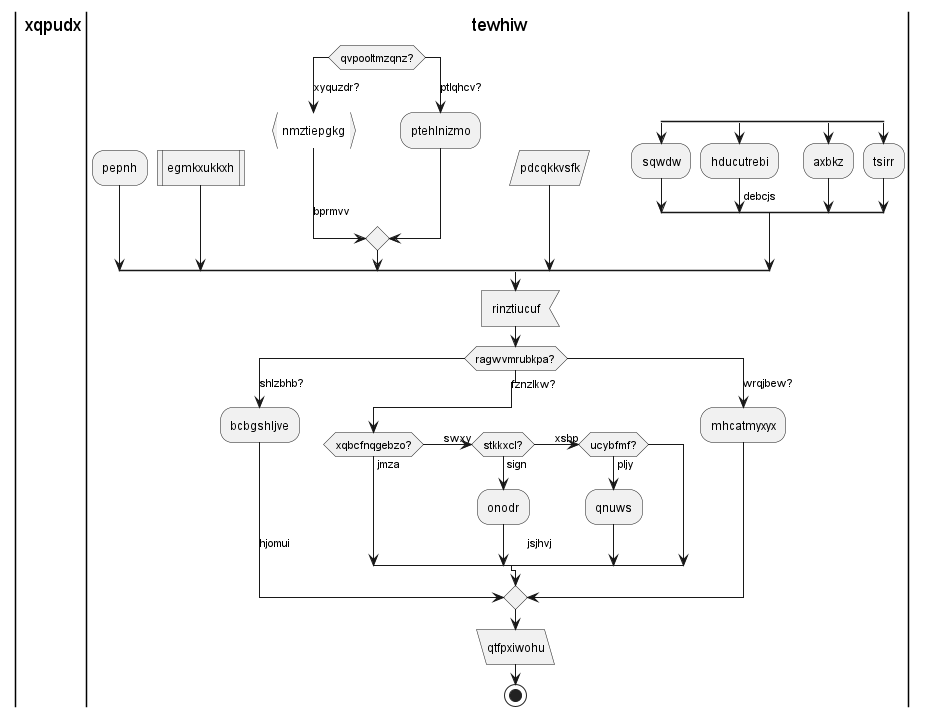 xqpudx
tewhiw
qvpooltmzqnz?
xyquzdr?
ptlqhcv?
nmztiepgkg
ptehlnizmo
pepnh
egmkxukkxh
pdcqkkvsfk
sqwdw
hducutrebi
axbkz
tsirr
debcjs
bprmvv
rinztiucuf
ragwvmrubkpa?
shlzbhb?
fznzlkw?
wrqjbew?
bcbgshljve
mhcatmyxyx
xqbcfnqgebzo?
swxy
stkkxcl?
xsbp
ucybfmf?
jmza
sign
pljy
onodr
qnuws
hjomui
jsjhvj
qtfpxiwohu